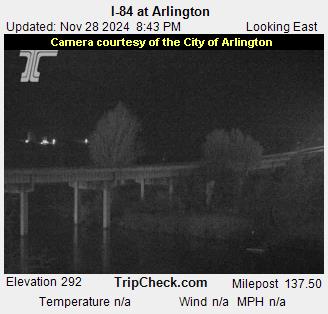 I-84 at Arlington
Updated: Nov 28 2024 8:43 PM Looking East
Camera courtesy of the City of Arlington
Elevation 292 TripCheck.com Milepost 137.50
Temperature n/a Wind n/a MPH n/a